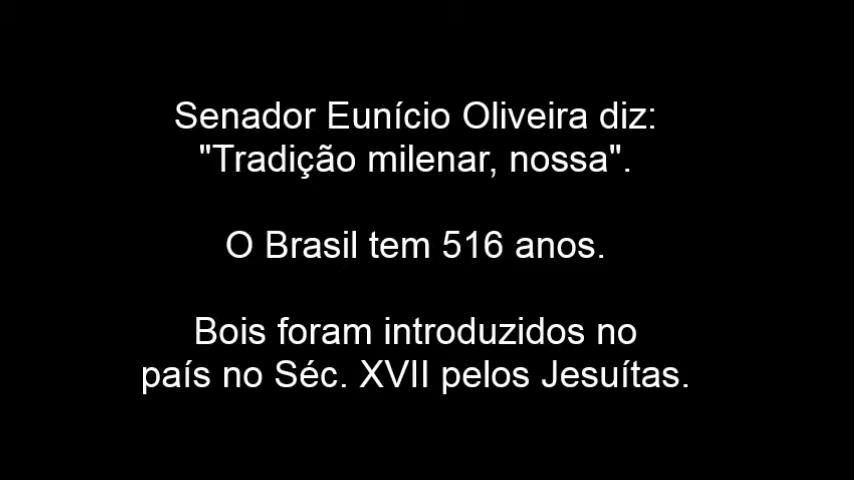 Senador Eunício Oliveira diz:
"Tradição milenar, nossa".
O Brasil tem 516 anos.
Bois foram introduzidos no
país no Séc. XVII pelos Jesuítas.